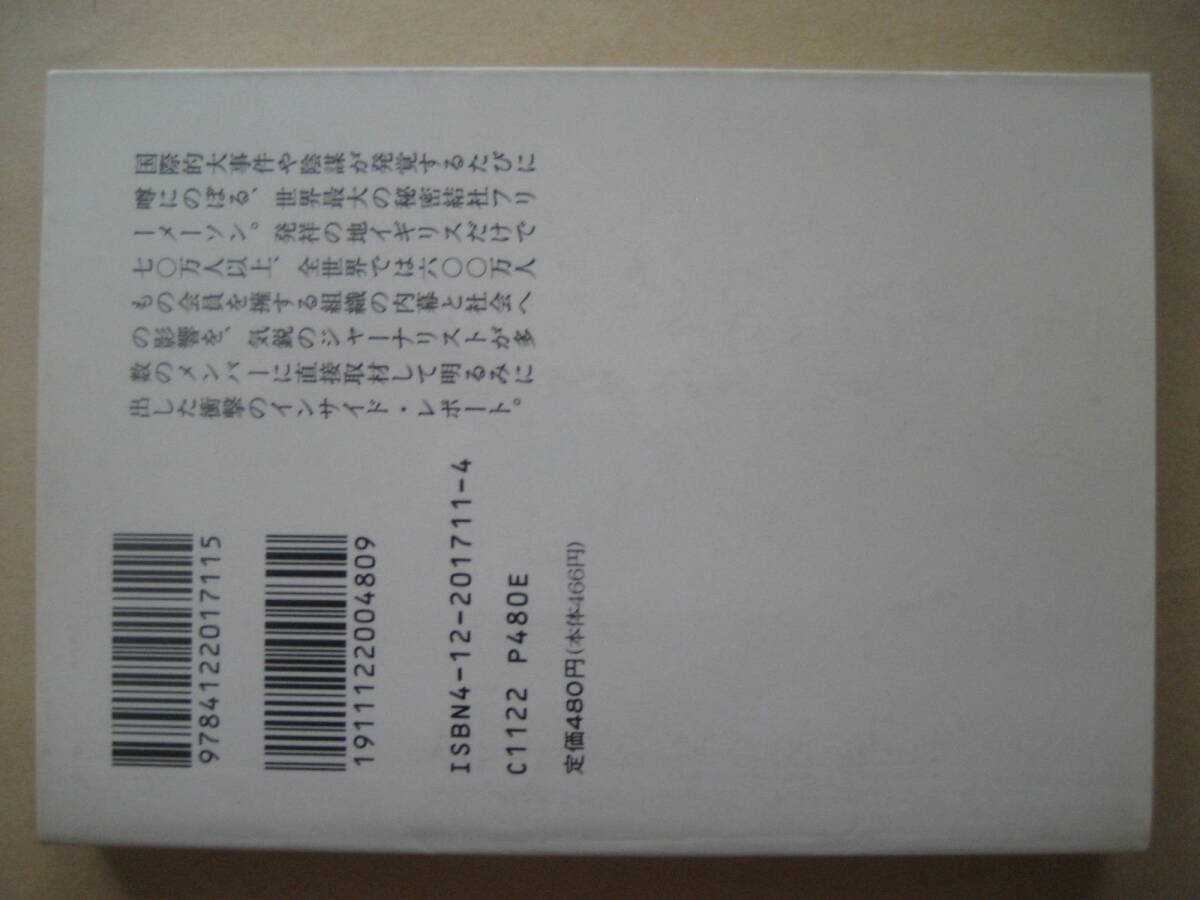 国際的大事件や陰謀が発覚するたびに
噂にのぼる、世界最大の秘密結社フリ
ーメーソン。発祥の地イギリスだけで
七〇万人以上、全世界では六〇〇万人
もの会員を擁する組織の内幕と社会へ
の影響を、気鋭のジャーナリストが多
数のメンバーに直接取材して明るみに
出した衝撃のインサイド・レポート。
9784122017115
1911122004809
ISBN4-12-201711-4
C1122 P480E
定価480円(本体466円)